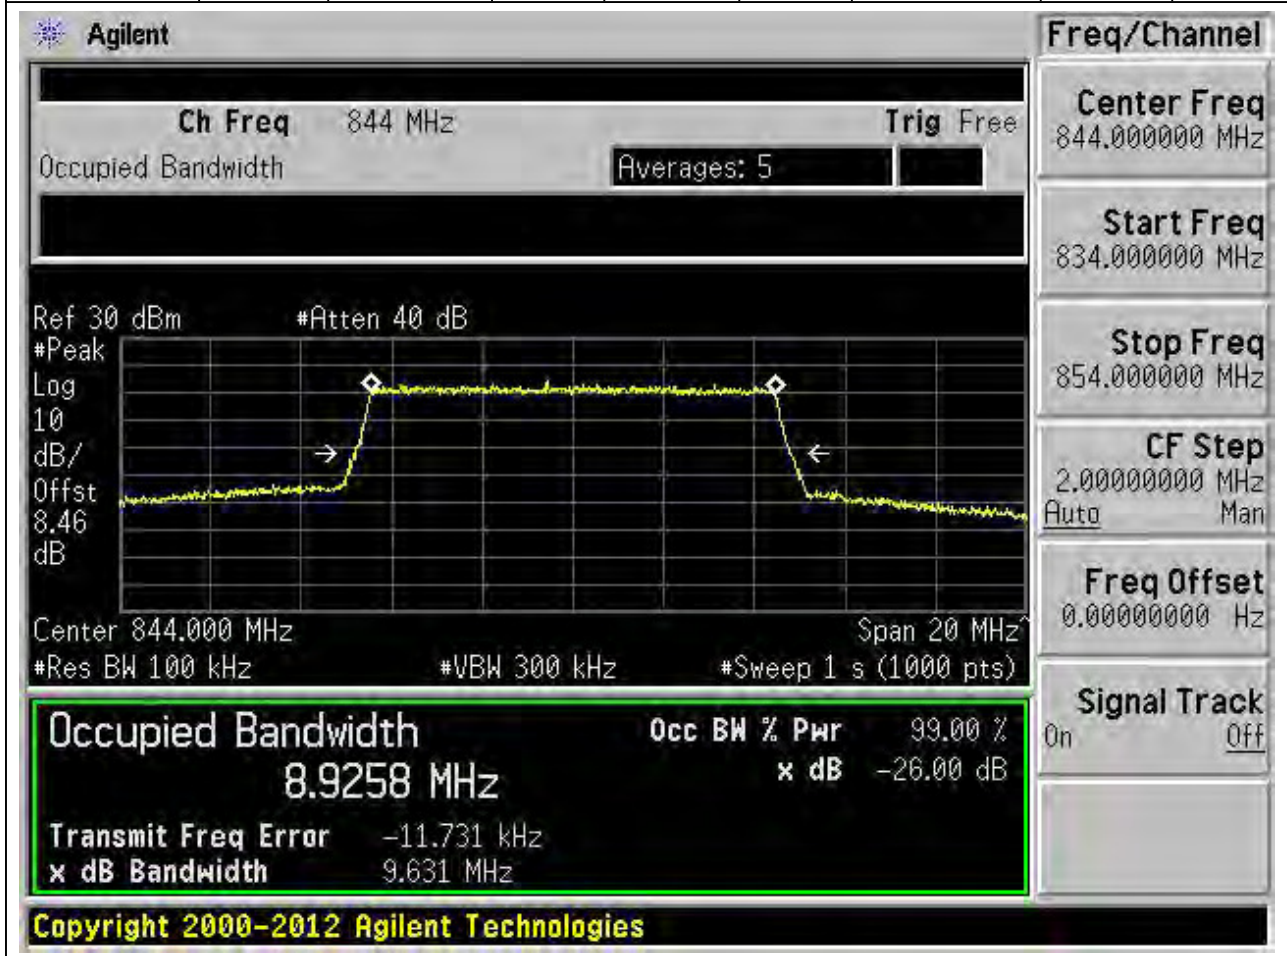 Agilent
Freq/Channel
Ch Freq 844 MHz Trig Free
Occupied Bandwidth Averages: 5
Center Freq
844.000000 MHz
Start Freq
834.000000 MHz
Stop Freq
854.000000 MHz
CF Step
2.00000000 MHz
Auto Man
Freq Offset
0.00000000 Hz
Signal Track
On Off
Ref 30 dBm #Atten 40 dB
#Peak
Log
10
dB/
Offst
8.46
dB
Center 844.000 MHz Span 20 MHz^
#Res BW 100 kHz #VBW 300 kHz #Sweep 1 s (1000 pts)
Occupied Bandwidth Occ BW % Pwr 99.00 %
8.9258 MHz x dB -26.00 dB
Transmit Freq Error -11.731 kHz
x dB Bandwidth 9.631 MHz
Copyright 2000-2012 Agilent Technologies